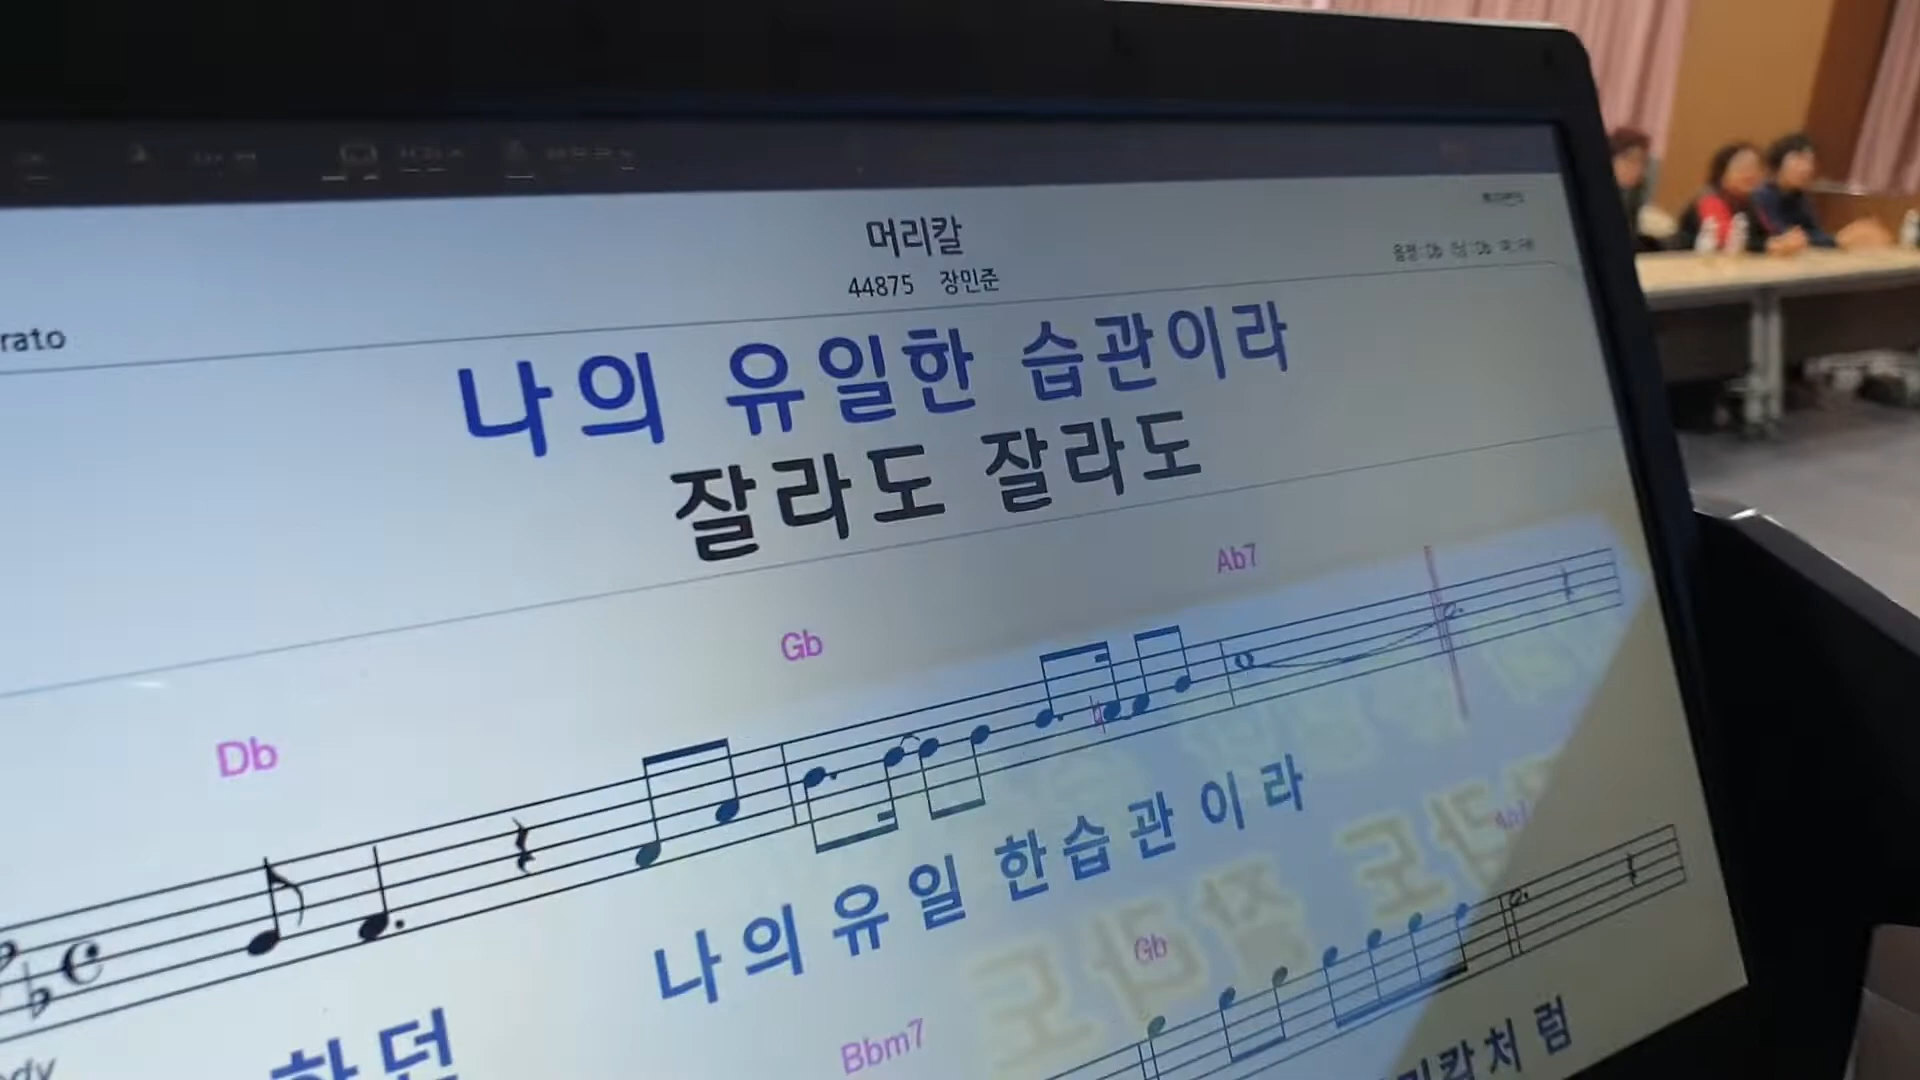 머리칼
44875 장민준
rato
나의 유일한 습관이라
잘라도 잘라도
Db Gb Ab7
나의유일 한습관 이라
Bbm7 Gb Ab7
하던
처럼